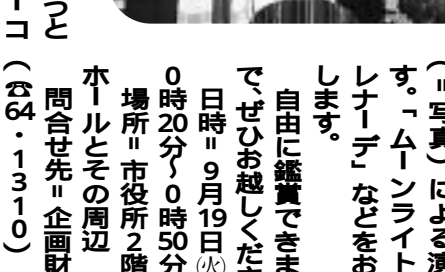 (＝写真）による演
す。「ムーンライト
レナーデ」などをお
します。
自由に鑑賞できま
で、ぜひお越しくださ
日時＝9月19日㈫
0時20分〜0時50分
場所＝市役所2階
ホールとその周辺
問合せ先＝企画財
(☎64・1310)
っと
ーコ